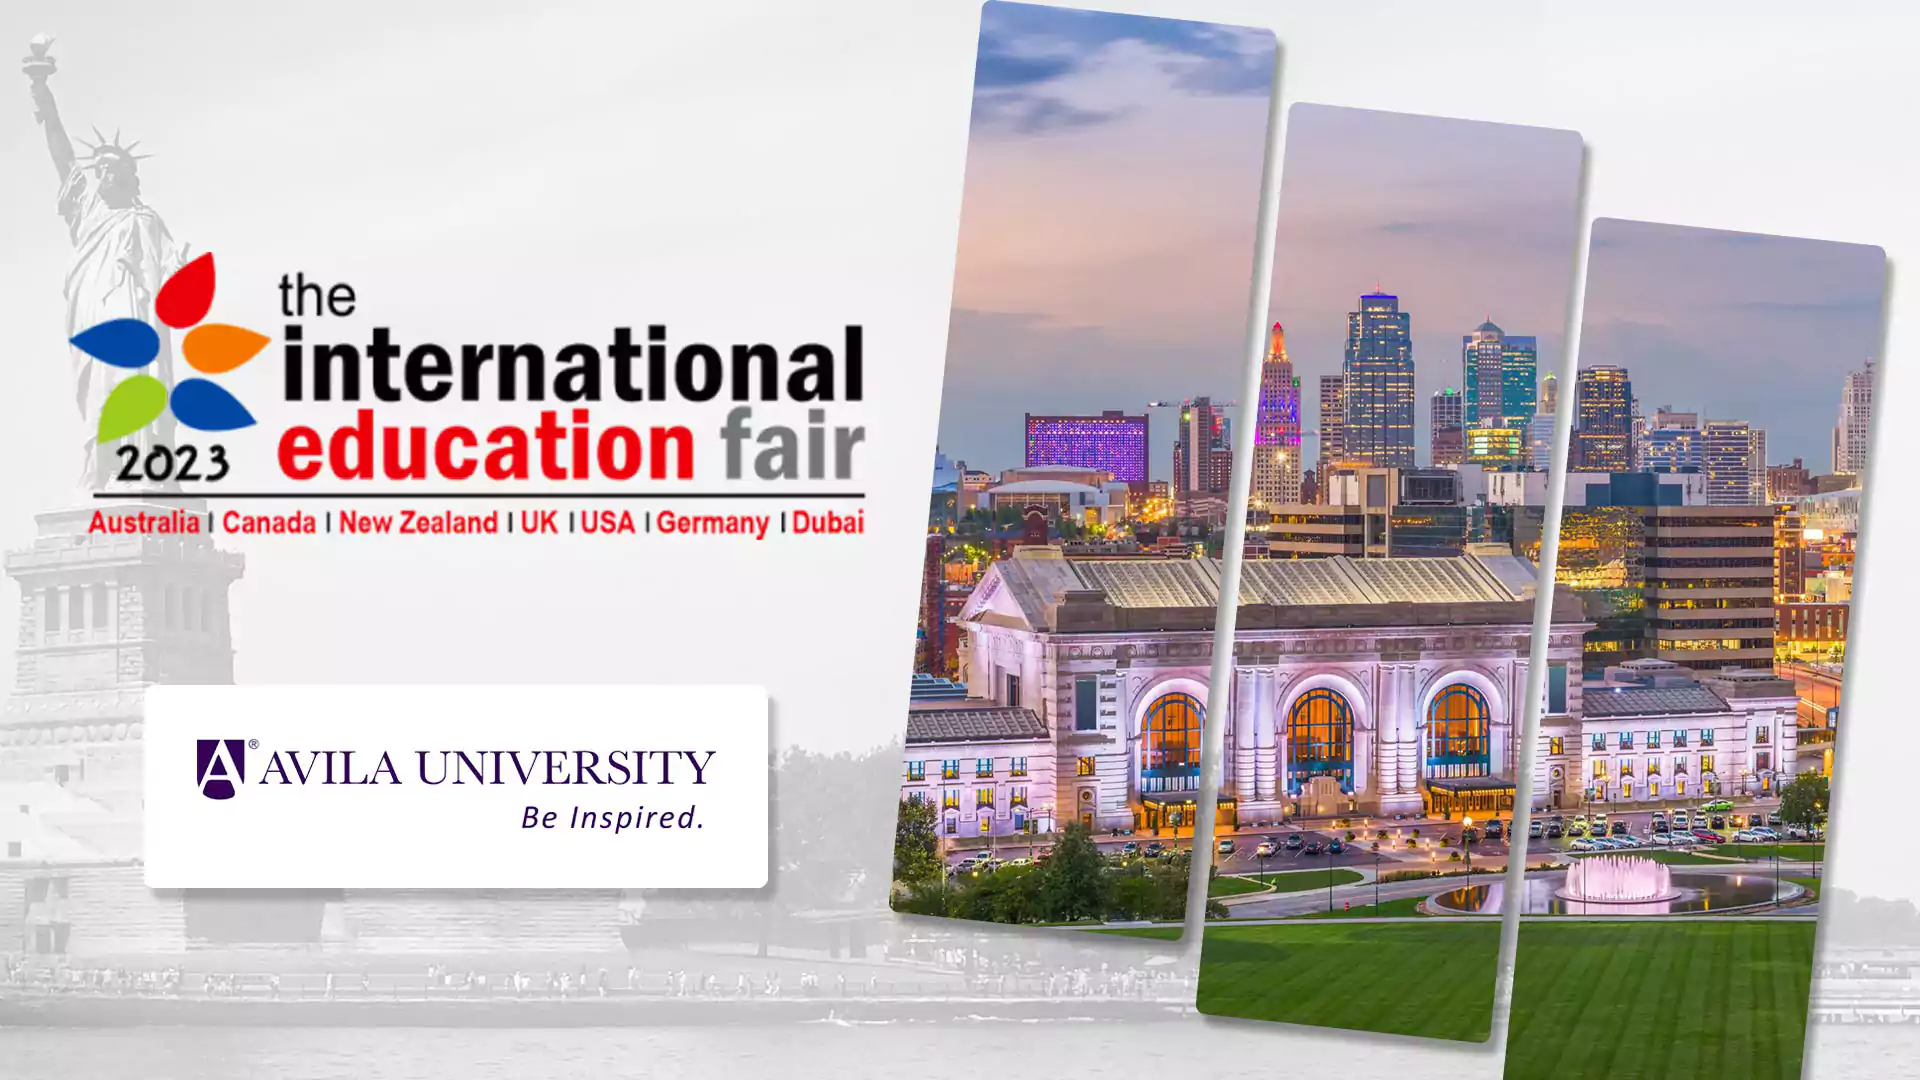 the
international
education fair
2023
Australia | Canada | New Zealand | UK | USA | Germany | Dubai
A® AVILA UNIVERSITY
Be Inspired.